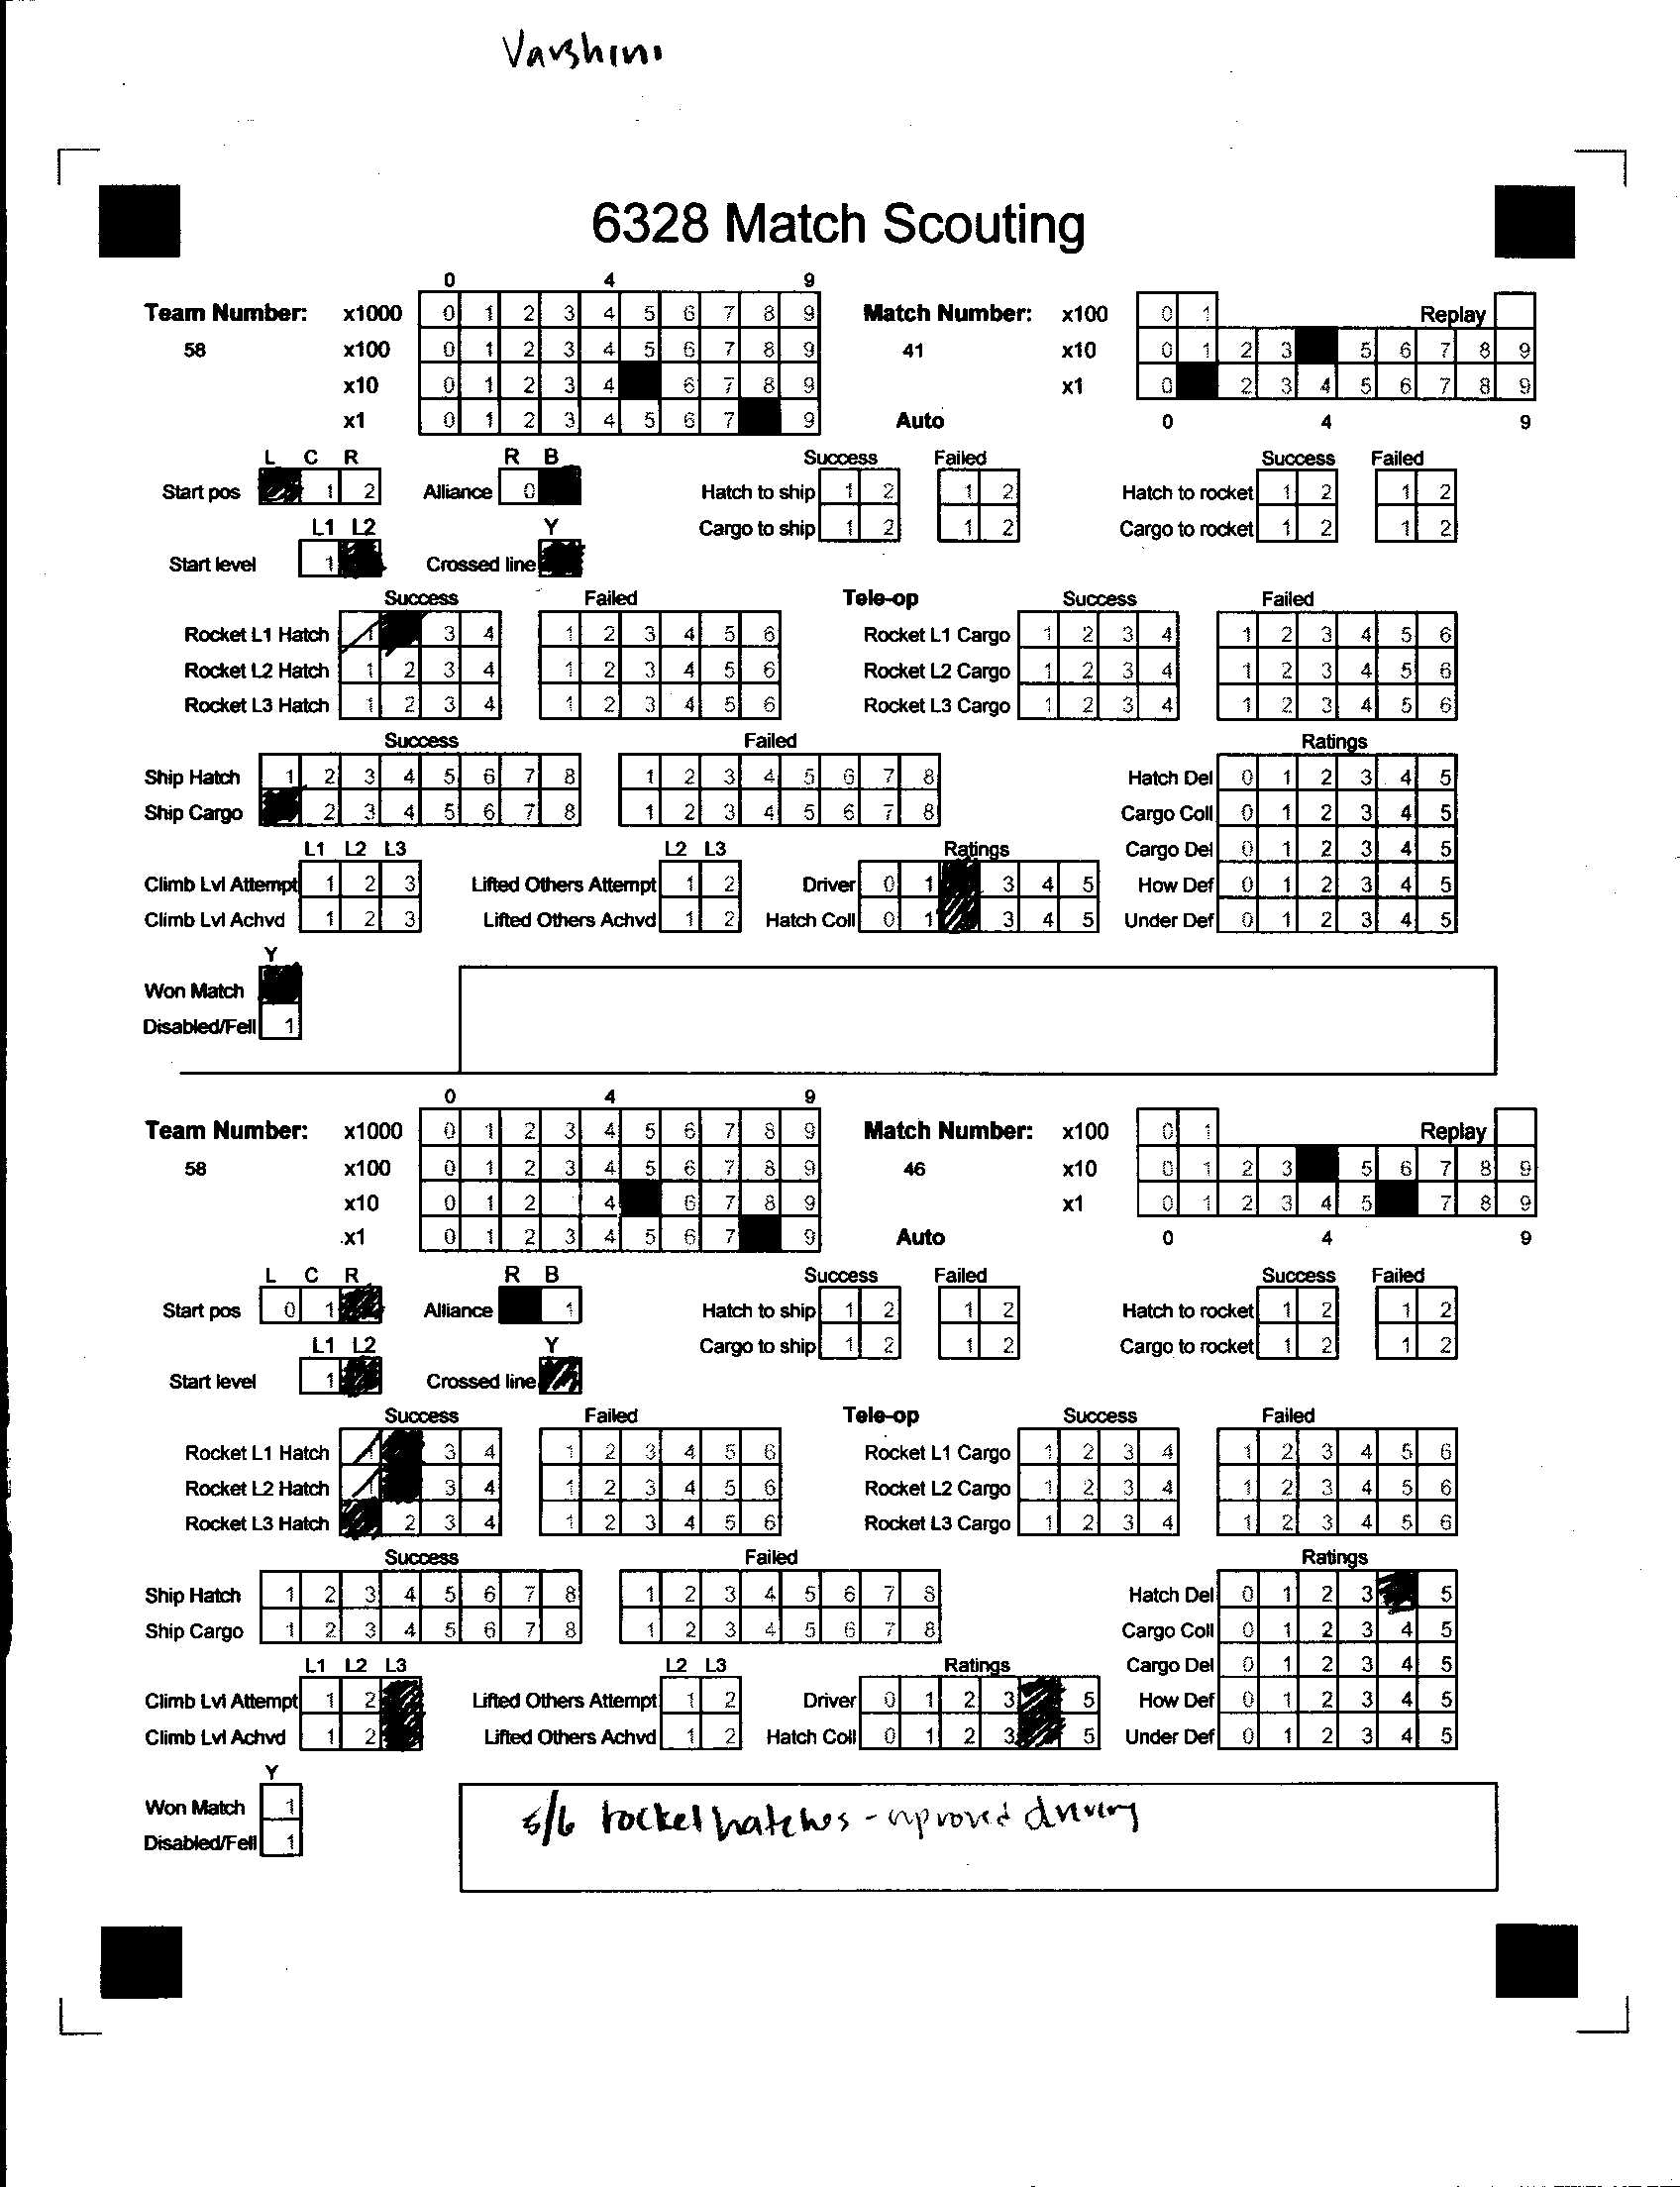 Varshini
6328 Match Scouting
0 4 9
Team Number: x1000 0 1 2 3 4 5 6 7 8 9 Match Number: x100 0 1 Replay
58 x100 0 1 2 3 4 5 6 7 8 9 41 x10 0 1 2 3 5 6 7 8 9
x10 0 1 2 3 4 6 7 8 9 x1 0 2 3 4 5 6 7 8 9
x1 0 1 2 3 4 5 6 7 9 Auto 0 4 9
L C R R B Success Failed Success Failed
Start pos 1 2 Alliance 0 Hatch to ship 1 2 1 2 Hatch to rocket 1 2 1 2
L1 L2 Y Cargo to ship 1 2 1 2 Cargo to rocket 1 2 1 2
Start level 1 Crossed line
Success Failed Tele-op Success Failed
Rocket L1 Hatch 1 3 4 1 2 3 4 5 6 Rocket L1 Cargo 1 2 3 4 1 2 3 4 5 6
Rocket L2 Hatch 1 2 3 4 1 2 3 4 5 6 Rocket L2 Cargo 1 2 3 4 1 2 3 4 5 6
Rocket L3 Hatch 1 2 3 4 1 2 3 4 5 6 Rocket L3 Cargo 1 2 3 4 1 2 3 4 5 6
Success Failed Ratings
Ship Hatch 1 2 3 4 5 6 7 8 1 2 3 4 5 6 7 8 Hatch Del 0 1 2 3 4 5
Ship Cargo 2 3 4 5 6 7 8 1 2 3 4 5 6 7 8 Cargo Coll 0 1 2 3 4 5
L1 L2 L3 L2 L3 Ratings Cargo Del 0 1 2 3 4 5
Climb Lvl Attempt 1 2 3 Lifted Others Attempt 1 2 Driver 0 1 3 4 5 How Def 0 1 2 3 4 5
Climb Lvl Achvd 1 2 3 Lifted Others Achvd 1 2 Hatch Coll 0 1 3 4 5 Under Def 0 1 2 3 4 5
Y
Won Match
Disabled/Fell 1
0 4 9
Team Number: x1000 0 1 2 3 4 5 6 7 8 9 Match Number: x100 0 1 Replay
58 x100 0 1 2 3 4 5 6 7 8 9 46 x10 0 1 2 3 5 6 7 8 9
x10 0 1 2 4 6 7 8 9 x1 0 1 2 3 4 5 7 8 9
x1 0 1 2 3 4 5 6 7 9 Auto 0 4 9
L C R R B Success Failed Success Failed
Start pos 0 1 Alliance 1 Hatch to ship 1 2 1 2 Hatch to rocket 1 2 1 2
L1 L2 Y Cargo to ship 1 2 1 2 Cargo to rocket 1 2 1 2
Start level 1 Crossed line
Success Failed Tele-op Success Failed
Rocket L1 Hatch 1 3 4 1 2 3 4 5 6 Rocket L1 Cargo 1 2 3 4 1 2 3 4 5 6
Rocket L2 Hatch 1 3 4 1 2 3 4 5 6 Rocket L2 Cargo 1 2 3 4 1 2 3 4 5 6
Rocket L3 Hatch 2 3 4 1 2 3 4 5 6 Rocket L3 Cargo 1 2 3 4 1 2 3 4 5 6
Success Failed Ratings
Ship Hatch 1 2 3 4 5 6 7 8 1 2 3 4 5 6 7 8 Hatch Del 0 1 2 3 5
Ship Cargo 1 2 3 4 5 6 7 8 1 2 3 4 5 6 7 8 Cargo Coll 0 1 2 3 4 5
L1 L2 L3 L2 L3 Ratings Cargo Del 0 1 2 3 4 5
Climb Lvl Attempt 1 2 Lifted Others Attempt 1 2 Driver 0 1 2 3 5 How Def 0 1 2 3 4 5
Climb Lvl Achvd 1 2 Lifted Others Achvd 1 2 Hatch Coll 0 1 2 3 5 Under Def 0 1 2 3 4 5
Y
Won Match 1
Disabled/Fell 1
5/6 rocket hatches - improved driving